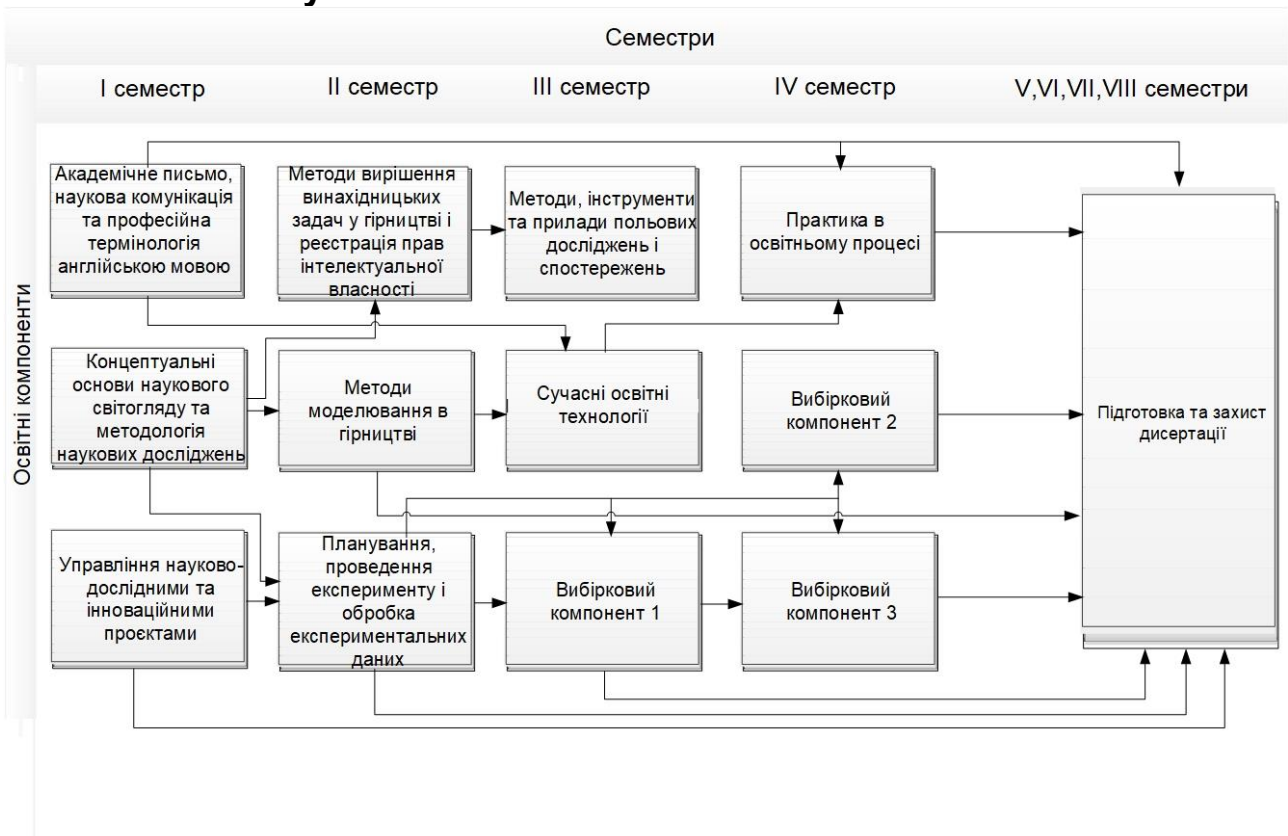 Семестри
І семестр
ІІ семестр
ІІІ семестр
IV семестр
V,VI,VII,VIII семестри
Освітні компоненти
Академічне письмо,
наукова комунікація
та професійна
термінологія
англійською мовою
Методи вирішення
винахідницьких
задач у гірництві і
реєстрація прав
інтелектуальної
власності
Методи, інструменти
та прилади польових
досліджень і
спостережень
Практика в
освітньому процесі
Концептуальні
основи наукового
світогляду та
методологія
наукових досліджень
Методи
моделювання в
гірництві
Сучасні освітні
технології
Вибірковий
компонент 2
Підготовка та захист
дисертації
Управління науково-
дослідними та
інноваційними
проєктами
Планування,
проведення
експерименту і
обробка
експериментальних
даних
Вибірковий
компонент 1
Вибірковий
компонент 3